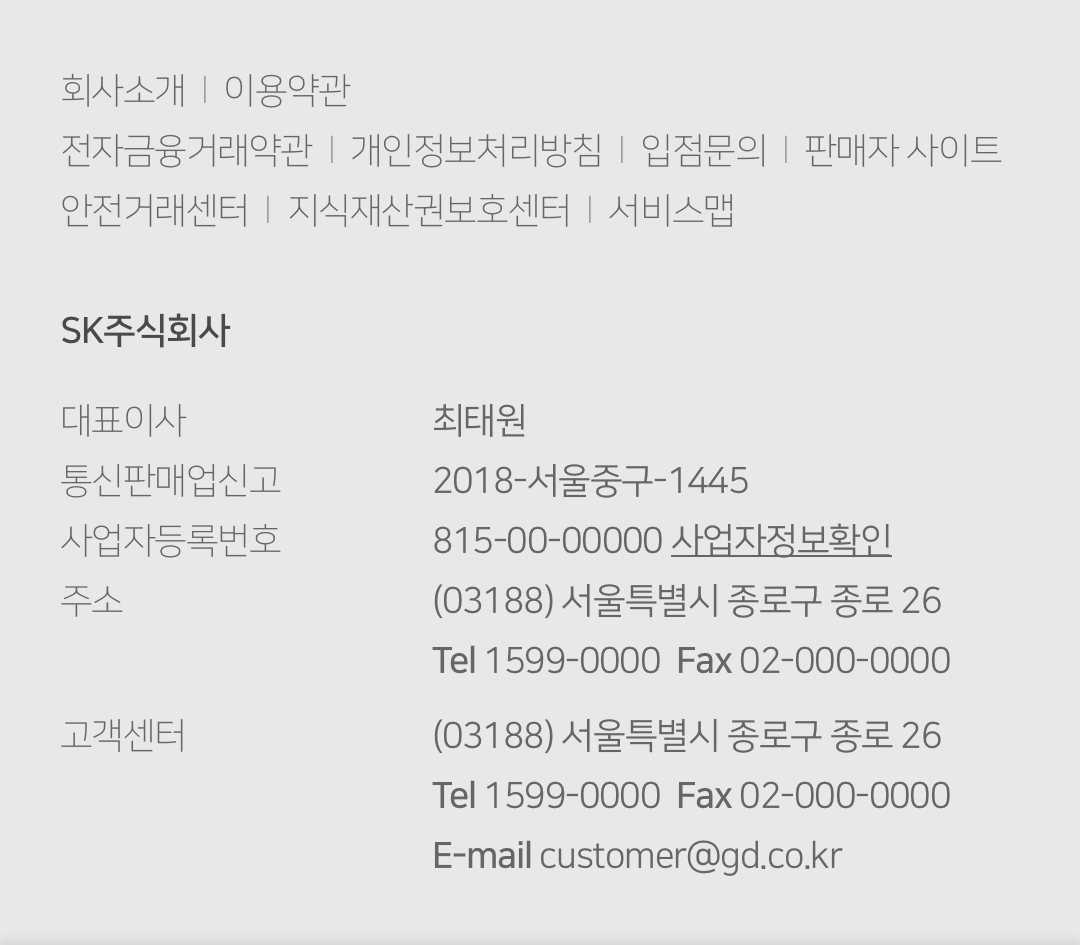 회사소개 | 이용약관
전자금융거래약관 | 개인정보처리방침 | 입점문의 | 판매자 사이트
안전거래센터 | 지식재산권보호센터 | 서비스맵
SK주식회사
대표이사 최태원
통신판매업신고 2018-서울중구-1445
사업자등록번호 815-00-00000 사업자정보확인
주소 (03188) 서울특별시 종로구 종로 26
Tel 1599-0000 Fax 02-000-0000
고객센터 (03188) 서울특별시 종로구 종로 26
Tel 1599-0000 Fax 02-000-0000
E-mail customer@gd.co.kr